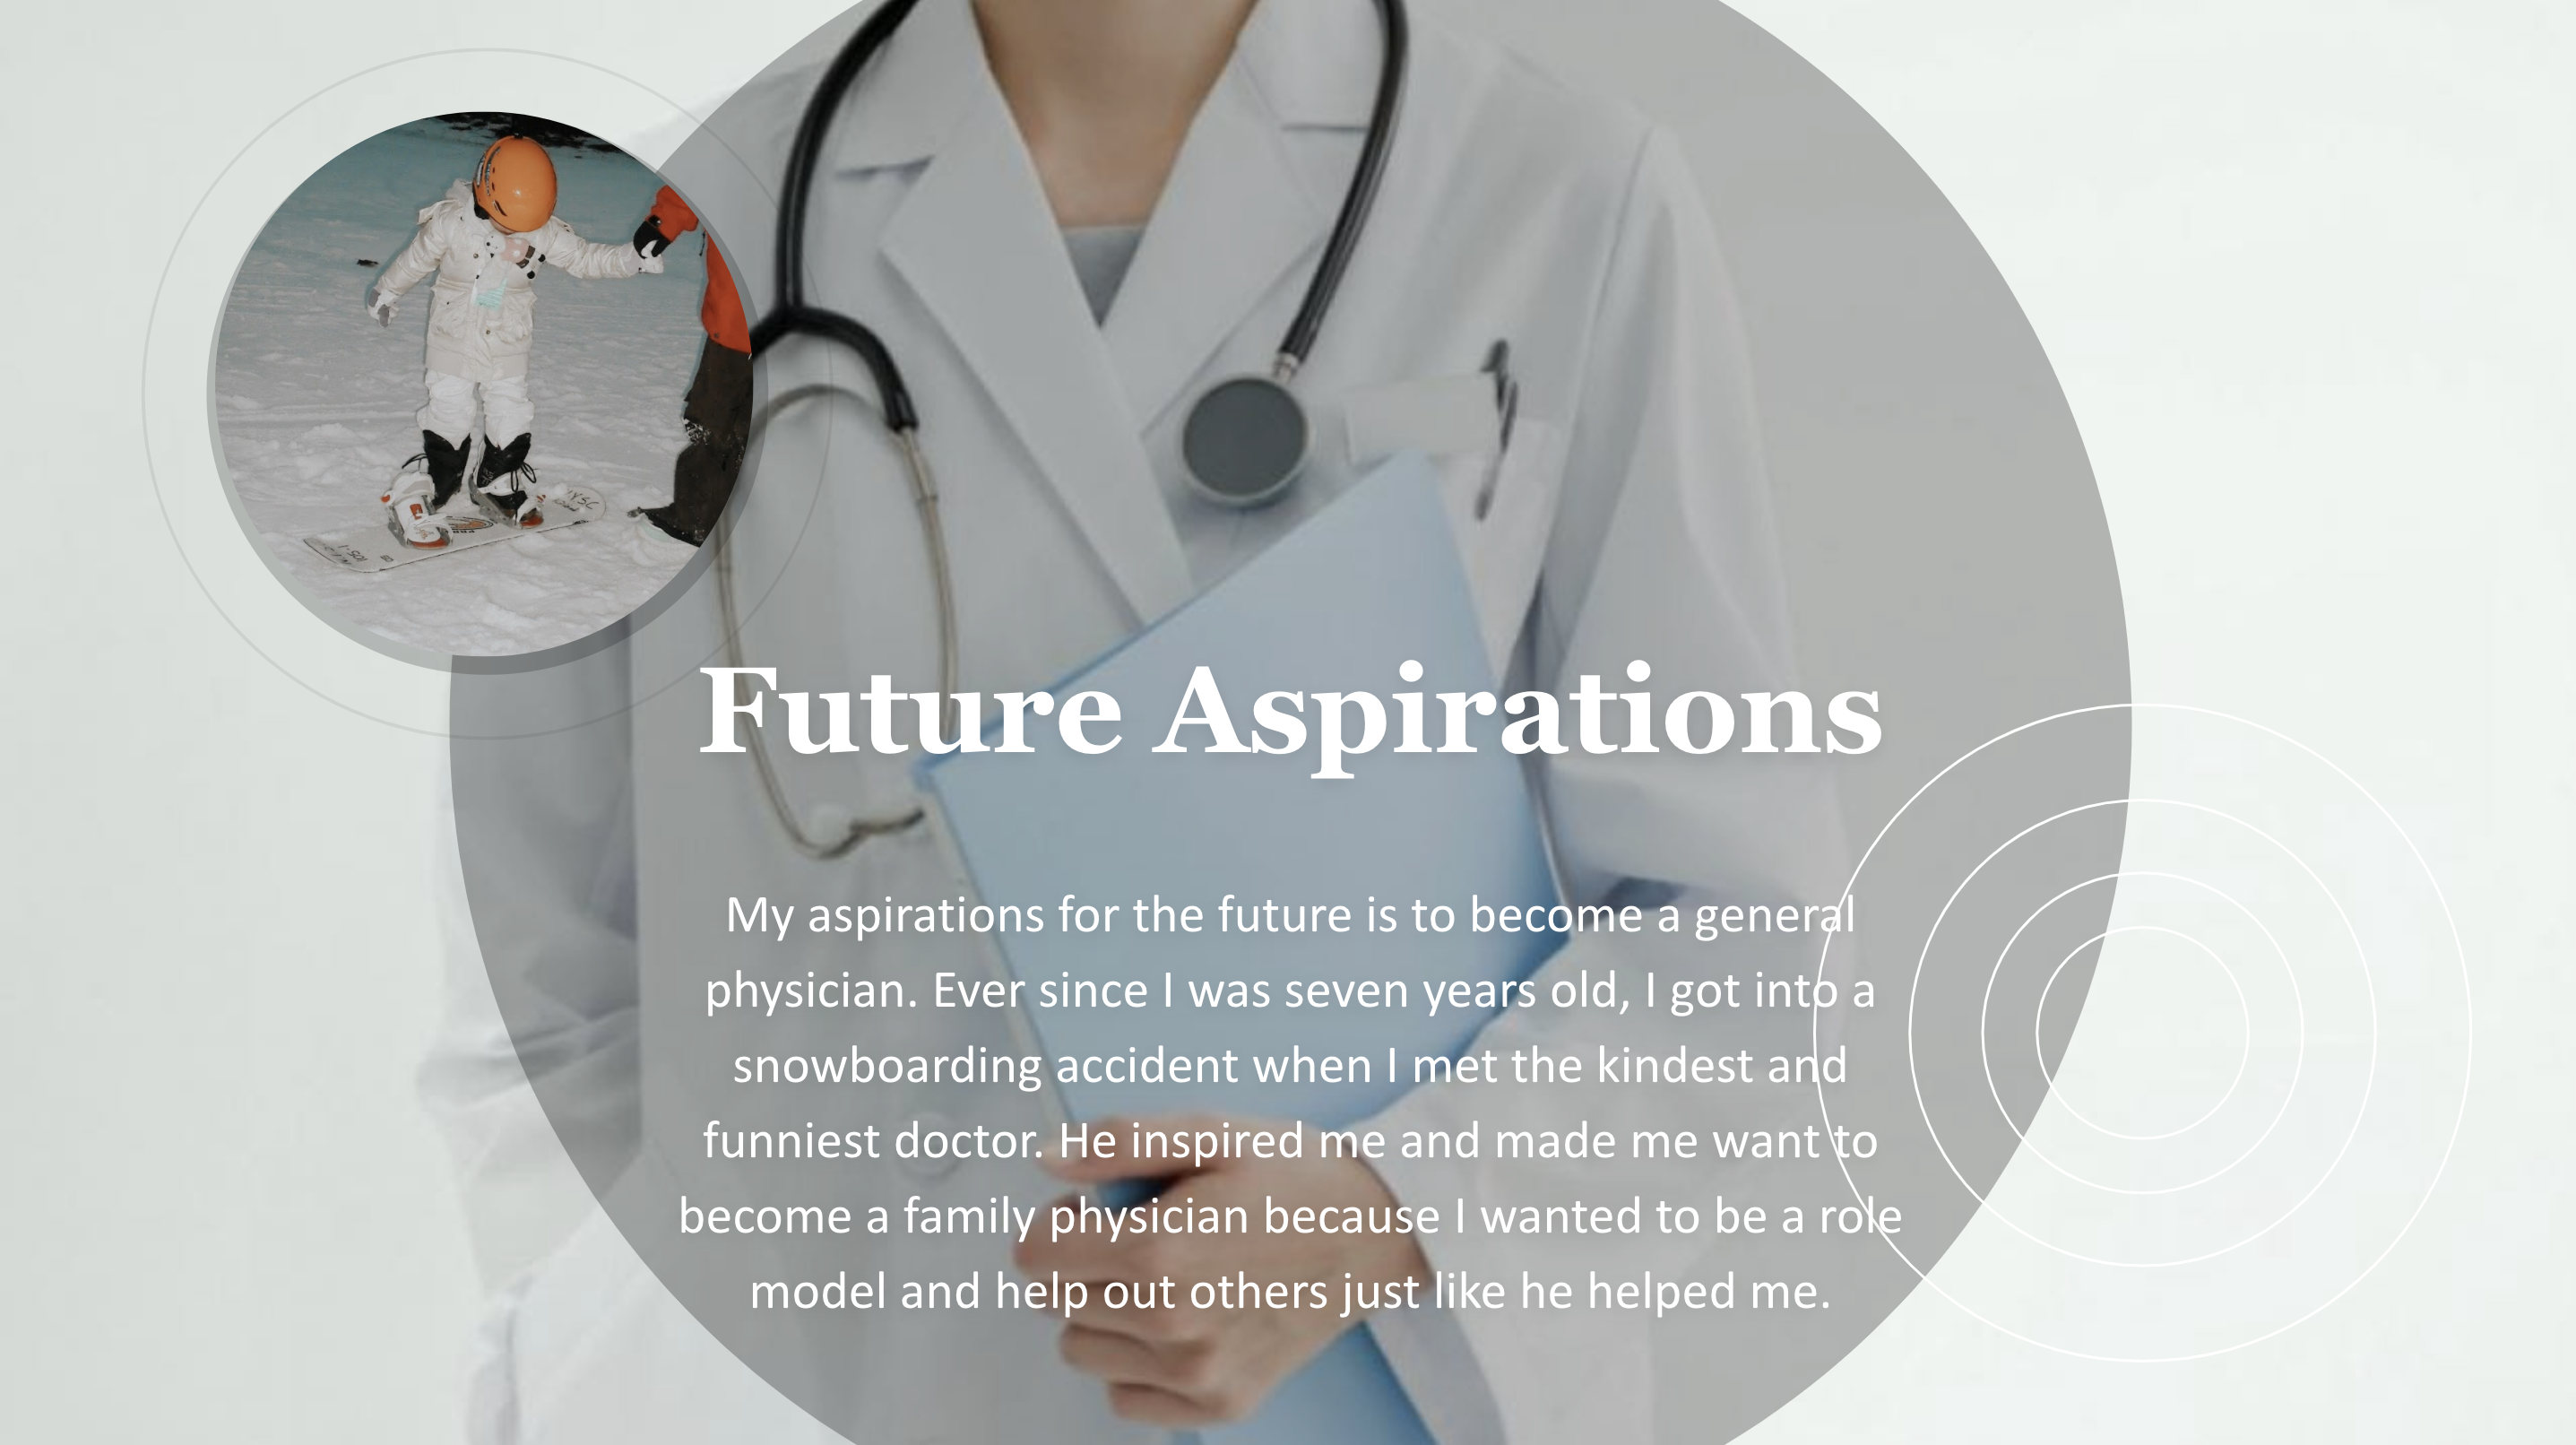 Future Aspirations
My aspirations for the future is to become a general
physician. Ever since I was seven years old, I got into a
snowboarding accident when I met the kindest and
funniest doctor. He inspired me and made me want to
become a family physician because I wanted to be a role
model and help out others just like he helped me.